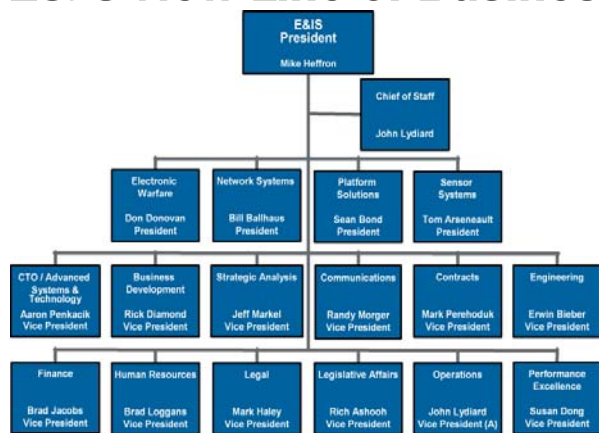 E&IS
President
Mike Heffron
Chief of Staff
John Lydiard
Electronic
Warfare
Don Donovan
President
Network Systems
Bill Ballhaus
President
Platform
Solutions
Sean Bond
President
Sensor
Systems
Tom Arseneault
President
CTO / Advanced
Systems &
Technology
Aaron Penkacik
Vice President
Business
Development
Rick Diamond
Vice President
Strategic Analysis
Jeff Markel
Vice President
Communications
Randy Morger
Vice President
Contracts
Mark Perehoduk
Vice President
Engineering
Erwin Bieber
Vice President
Finance
Brad Jacobs
Vice President
Human Resources
Brad Loggans
Vice President
Legal
Mark Haley
Vice President
Legislative Affairs
Rich Ashooh
Vice President
Operations
John Lydiard
Vice President (A)
Performance
Excellence
Susan Dong
Vice President